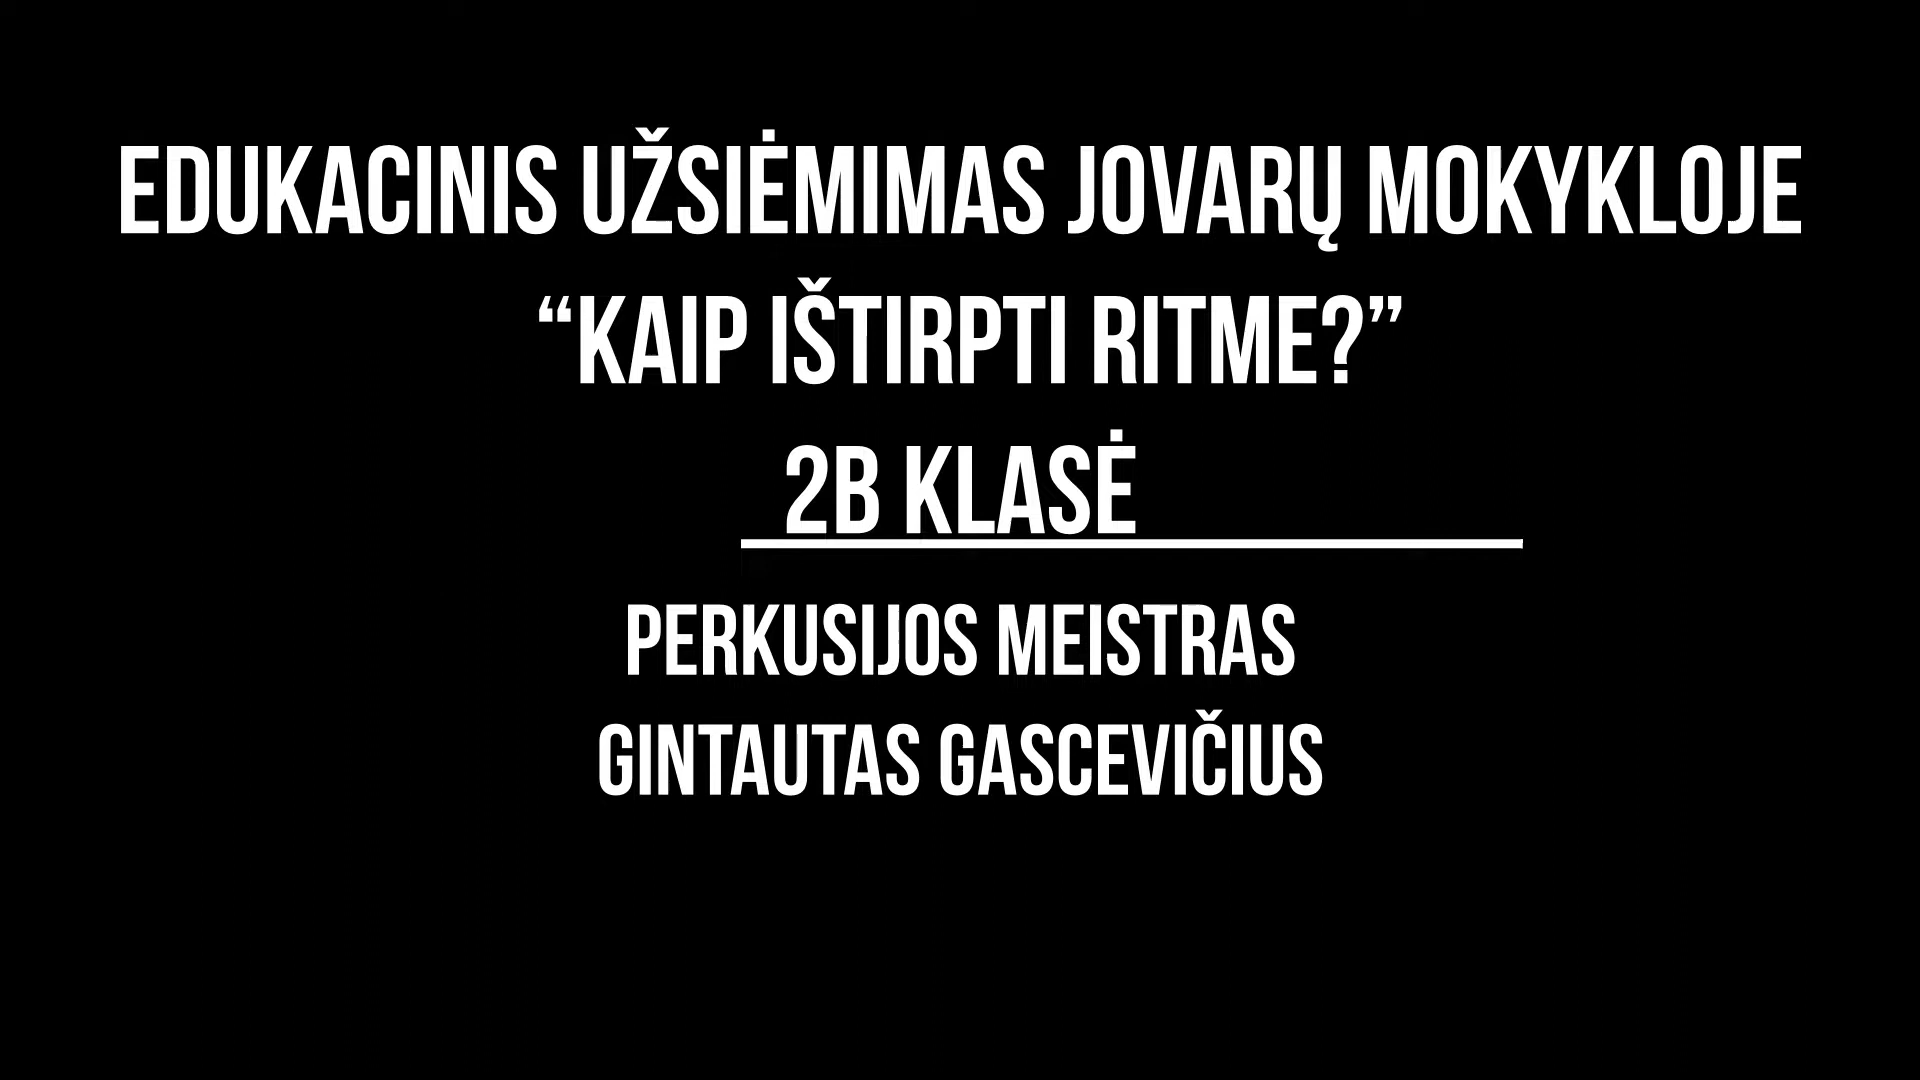 EDUKACINIS UŽSIĖMIMAS JOVARŲ MOKYKLOJE
“KAIP IŠTIRPTI RITME?”
2B KLASĖ
PERKUSIJOS MEISTRAS
GINTAUTAS GASCEVIČIUS